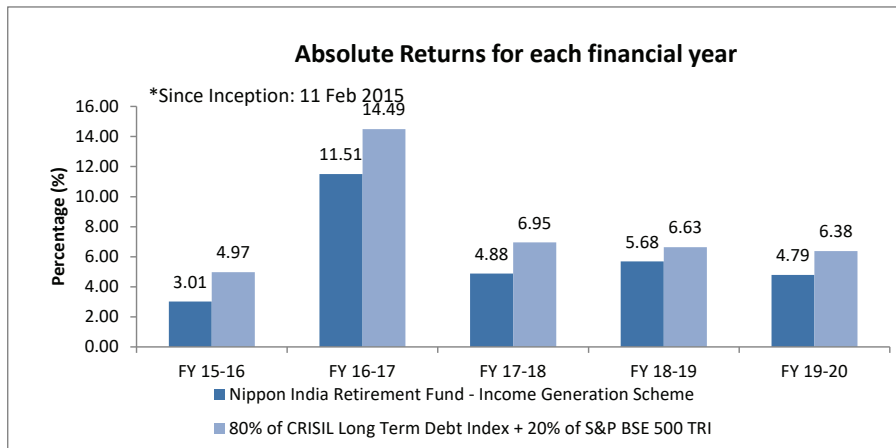 Absolute Returns for each financial year
*Since Inception: 11 Feb 2015
Percentage (%)
16.00
14.00
12.00
10.00
8.00
6.00
4.00
2.00
0.00
3.01
4.97
11.51
14.49
4.88
6.95
5.68
6.63
4.79
6.38
FY 15-16
FY 16-17
FY 17-18
FY 18-19
FY 19-20
Nippon India Retirement Fund - Income Generation Scheme
80% of CRISIL Long Term Debt Index + 20% of S&P BSE 500 TRI